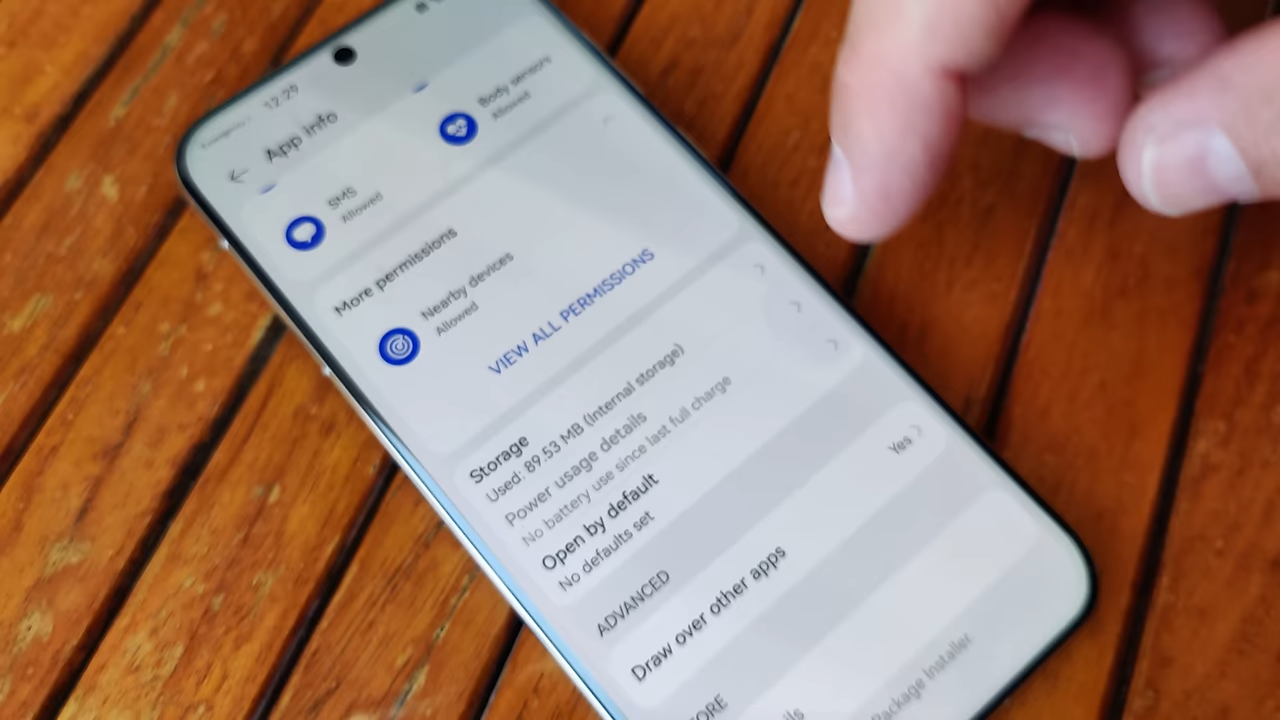 12:29
App info
Body sensors
Allowed
SMS
Allowed
More permissions
Nearby devices
Allowed
VIEW ALL PERMISSIONS
Storage
Used: 89.53 MB (Internal storage)
Power usage details
No battery use since last full charge
Open by default
No defaults set
ADVANCED
Draw over other apps
Yes
Package Installer